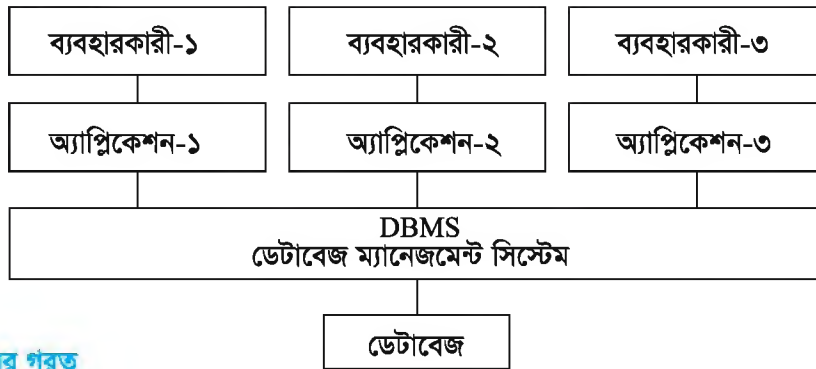 ব্যবহারকারী-১ ব্যবহারকারী-২ ব্যবহারকারী-৩
অ্যাপ্লিকেশন-১ অ্যাপ্লিকেশন-২ অ্যাপ্লিকেশন-৩
DBMS
ডেটাবেজ ম্যানেজমেন্ট সিস্টেম
ডেটাবেজ